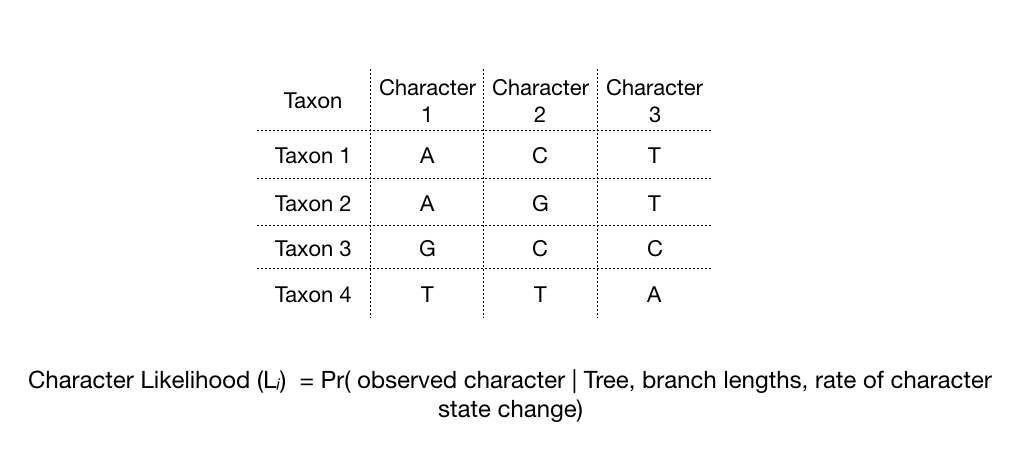 Taxon Character 1 Character 2 Character 3
Taxon 1 A C T
Taxon 2 A G T
Taxon 3 G C C
Taxon 4 T T A
Character Likelihood (Li) = Pr( observed character | Tree, branch lengths, rate of character
state change)